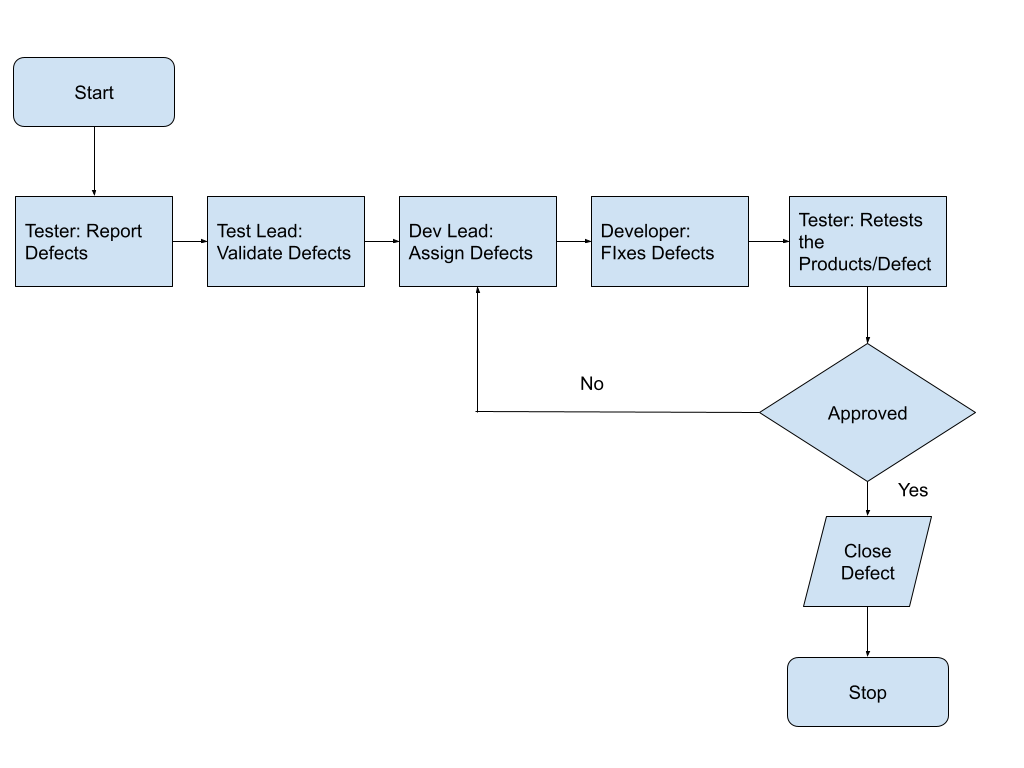 Start
Tester: Report
Defects
Test Lead:
Validate Defects
Dev Lead:
Assign Defects
Developer:
FIxes Defects
Tester: Retests
the
Products/Defect
No
Approved
Yes
Close
Defect
Stop